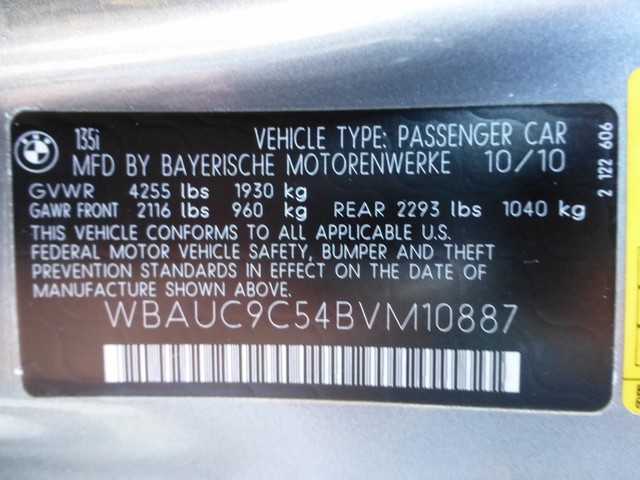 BMW
135i VEHICLE TYPE: PASSENGER CAR
MFD BY BAYERISCHE MOTORENWERKE 10/10
GVWR 4255 lbs 1930 kg
GAWR FRONT 2116 lbs 960 kg REAR 2293 lbs 1040 kg
THIS VEHICLE CONFORMS TO ALL APPLICABLE U.S.
FEDERAL MOTOR VEHICLE SAFETY, BUMPER AND THEFT
PREVENTION STANDARDS IN EFFECT ON THE DATE OF
MANUFACTURE SHOWN ABOVE.
WBAUC9C54BVM10887
2 122 606